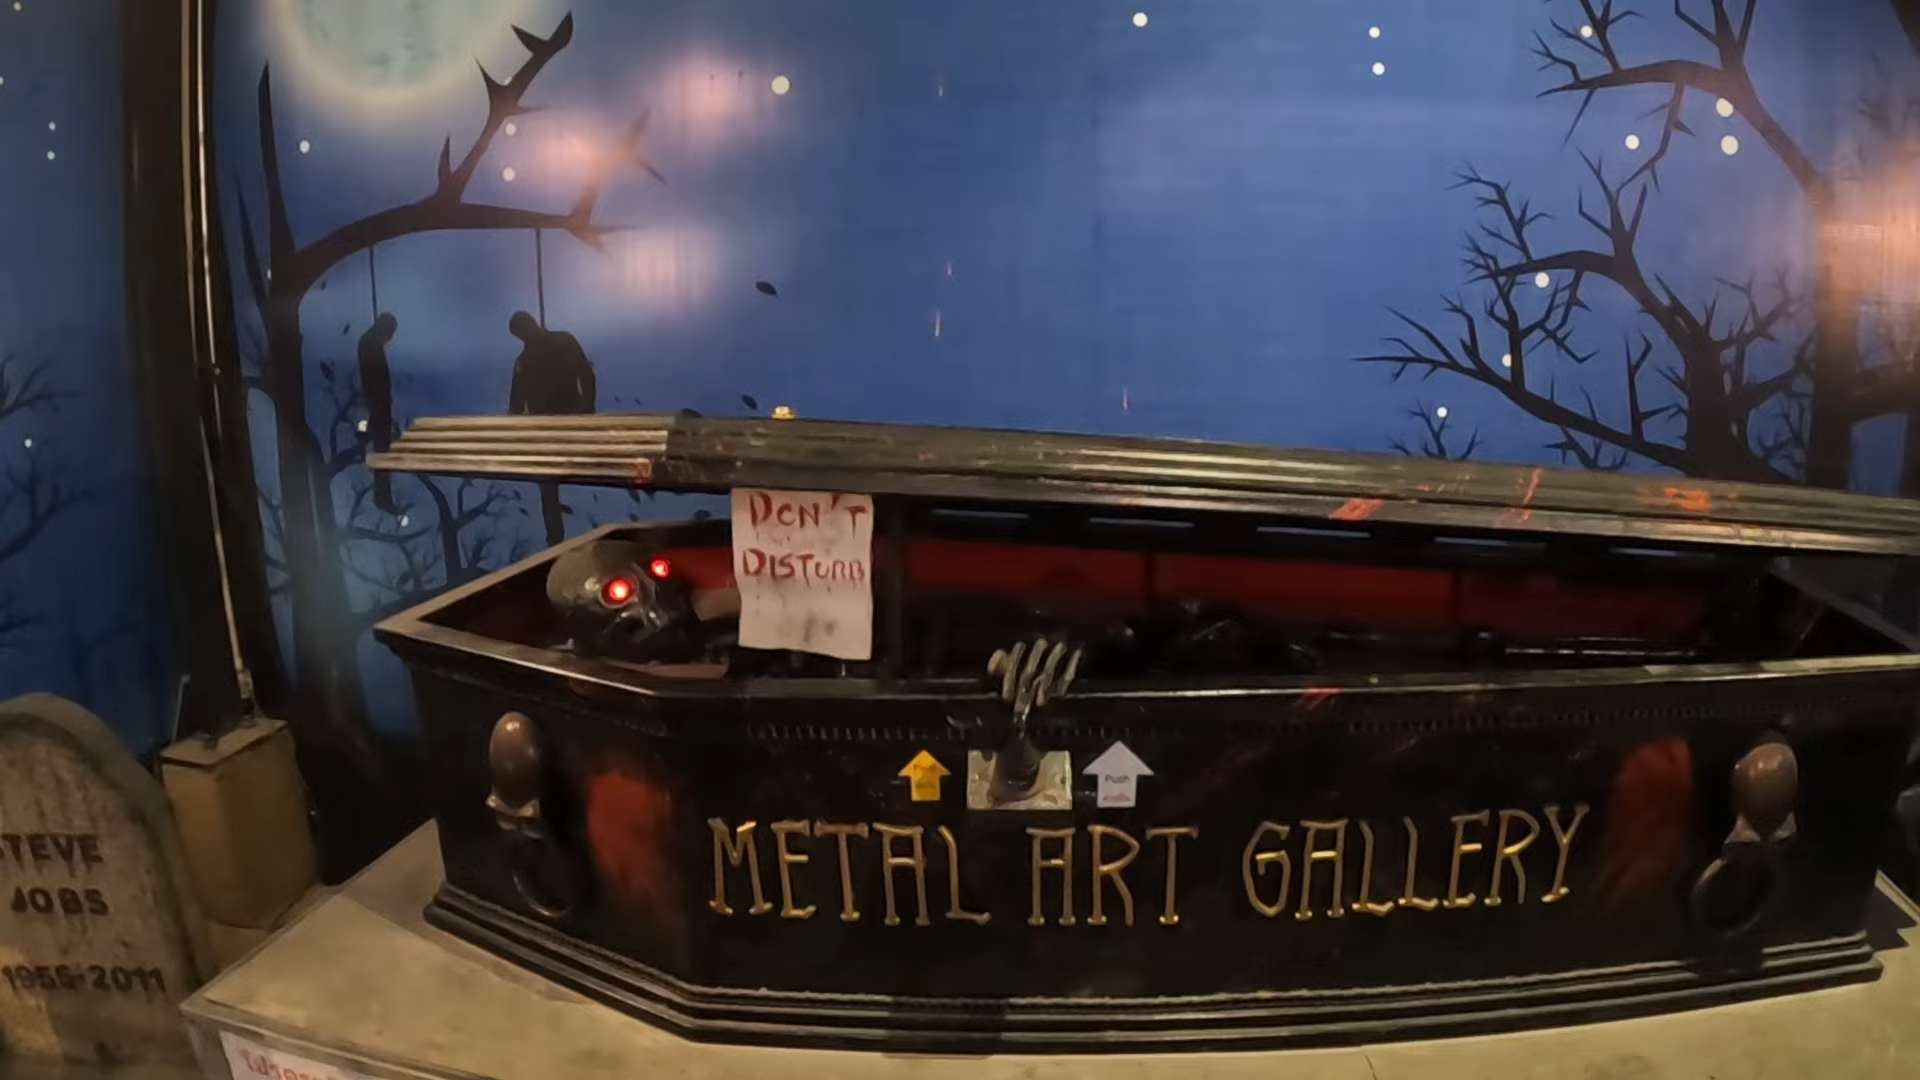 DON'T
DISTURB
Push
METAL ART GALLERY
STEVE
JOBS
1955-2011